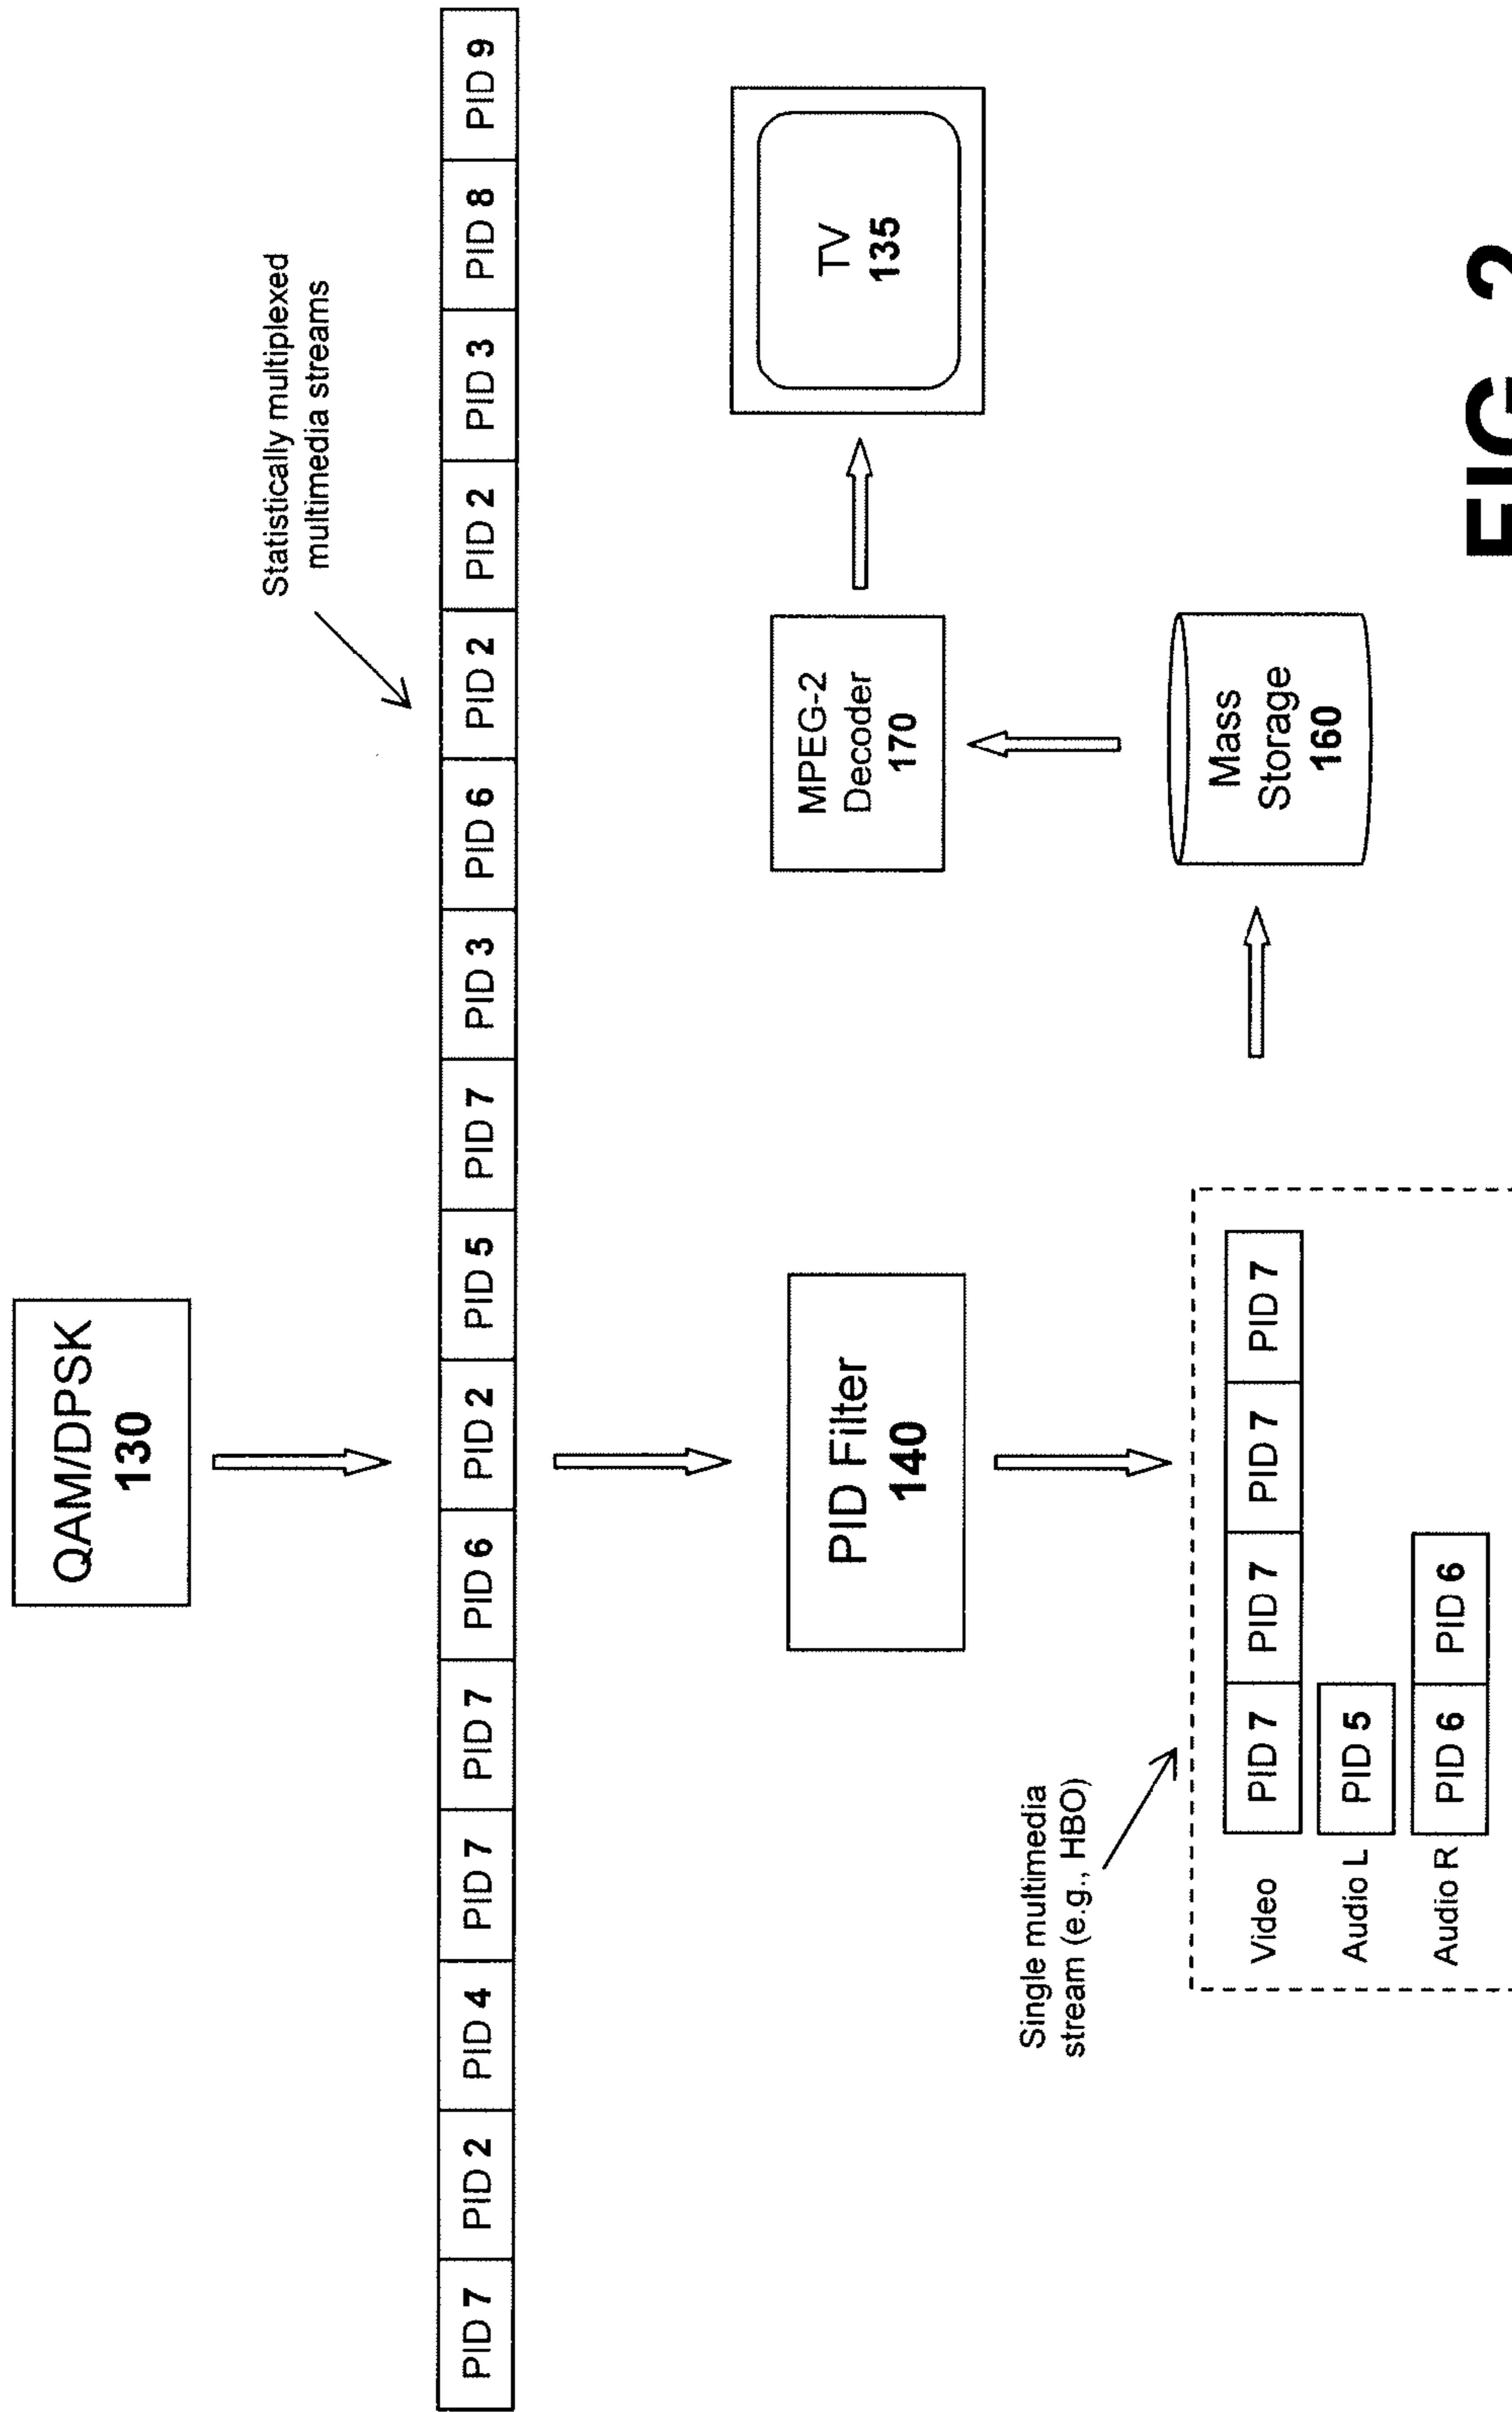 QAM/DPSK
130
Statistically multiplexed
multimedia streams
PID 7 PID 2 PID 4 PID 7 PID 7 PID 6 PID 2 PID 5 PID 7 PID 3 PID 6 PID 2 PID 2 PID 3 PID 8 PID 9
PID Filter
140
MPEG-2
Decoder
170
TV
135
Single multimedia
stream (e.g., HBO)
Video PID 7 PID 7 PID 7 PID 7
Audio L PID 5
Audio R PID 6 PID 6
Mass
Storage
160
FIG. 2